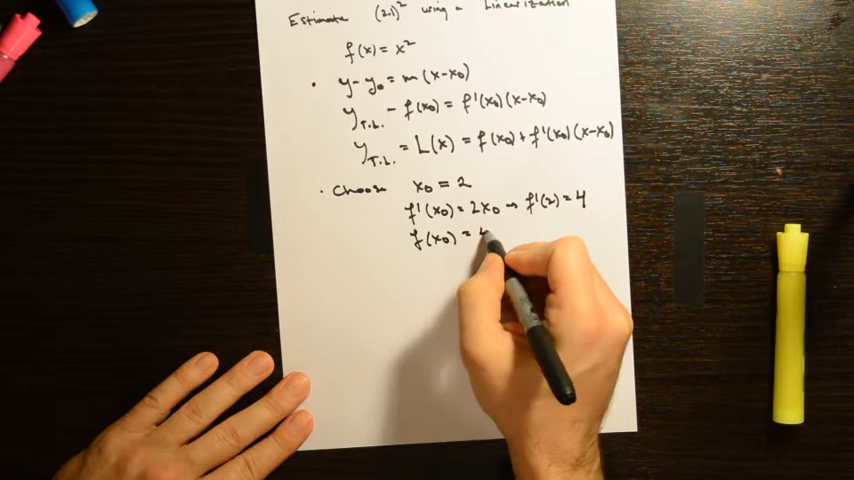 Estimate (2.1)² using a Linearization
f(x) = x²
• y - y₀ = m(x-x₀)
y_T.L. - f(x₀) = f'(x₀)(x-x₀)
y_T.L. = L(x) = f(x₀) + f'(x₀)(x-x₀)
• Choose x₀ = 2
f'(x₀) = 2x₀ → f'(2) = 4
f(x₀) =